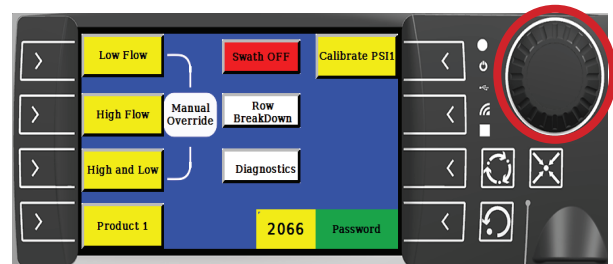 Low Flow
Swath OFF
Calibrate PSI1
High Flow
Manual
Override
Row
BreakDown
High and Low
Diagnostics
Product 1
2066
Password